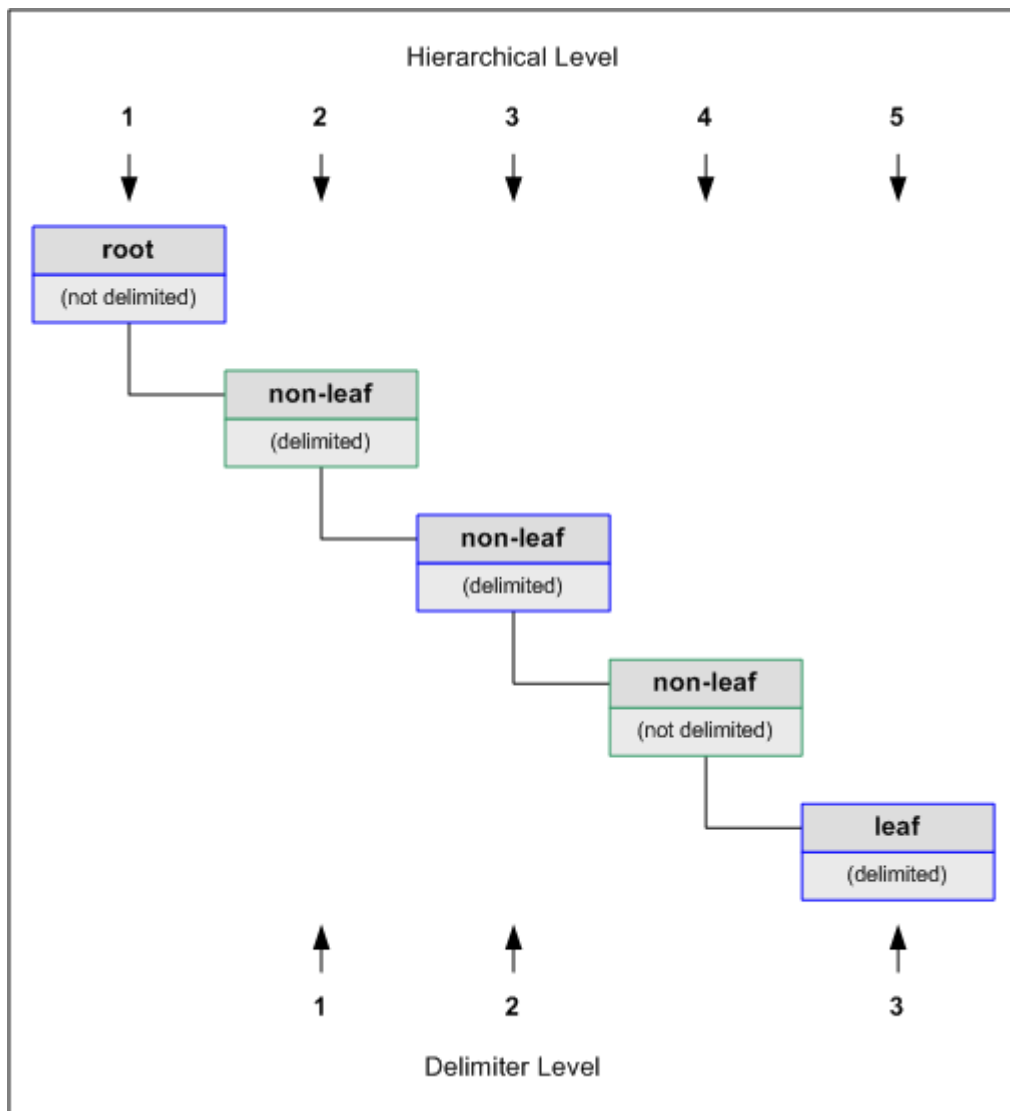 Hierarchical Level
1 2 3 4 5
root
(not delimited)
non-leaf
(delimited)
non-leaf
(delimited)
non-leaf
(not delimited)
leaf
(delimited)
1 2 3
Delimiter Level